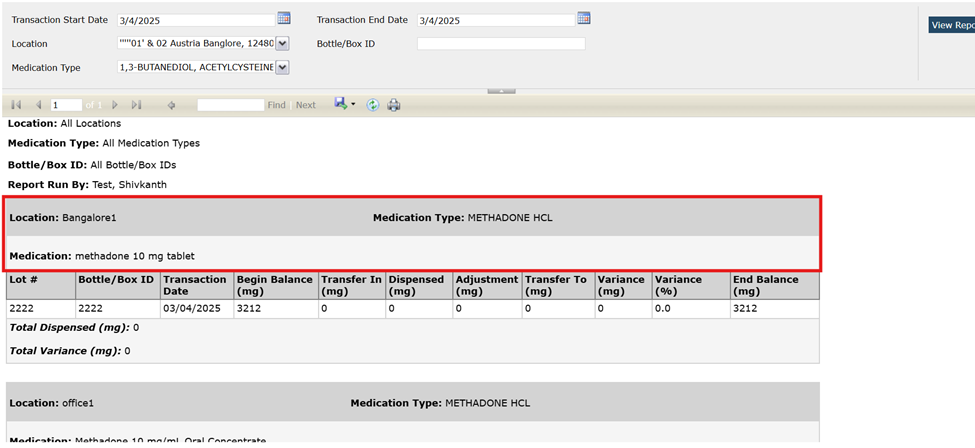 Transaction Start Date 3/4/2025 Transaction End Date 3/4/2025
Location """01' & 02 Austria Banglore, 12480 Bottle/Box ID
View Repo
Medication Type 1,3-BUTANEDIOL, ACETYLCYSTEINE
1 of 1 Find | Next
Location: All Locations
Medication Type: All Medication Types
Bottle/Box ID: All Bottle/Box IDs
Report Run By: Test, Shivkanth
Location: Bangalore1 Medication Type: METHADONE HCL
Medication: methadone 10 mg tablet
Lot # Bottle/Box ID Transaction Date Begin Balance (mg) Transfer In (mg) Dispensed (mg) Adjustment (mg) Transfer To (mg) Variance (mg) Variance (%) End Balance (mg)
2222 2222 03/04/2025 3212 0 0 0 0 0 0.0 3212
Total Dispensed (mg): 0
Total Variance (mg): 0
Location: office1 Medication Type: METHADONE HCL
Medication: Methadone 10 mg/mL Oral Concentrate